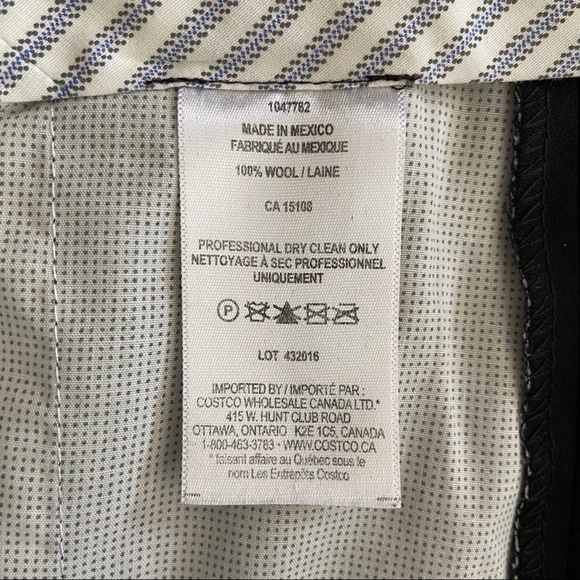 1047782
MADE IN MEXICO
FABRIQUÉ AU MEXIQUE
100% WOOL / LAINE
CA 15108
PROFESSIONAL DRY CLEAN ONLY
NETTOYAGE À SEC PROFESSIONNEL
UNIQUEMENT
P
LOT 432016
IMPORTED BY / IMPORTÉ PAR :
COSTCO WHOLESALE CANADA LTD.*
415 W. HUNT CLUB ROAD
OTTAWA, ONTARIO K2E 1C5, CANADA
1-800-463-3783 • WWW.COSTCO.CA
* faisant affaire au Québec sous le
nom Les Entrepôts Costco